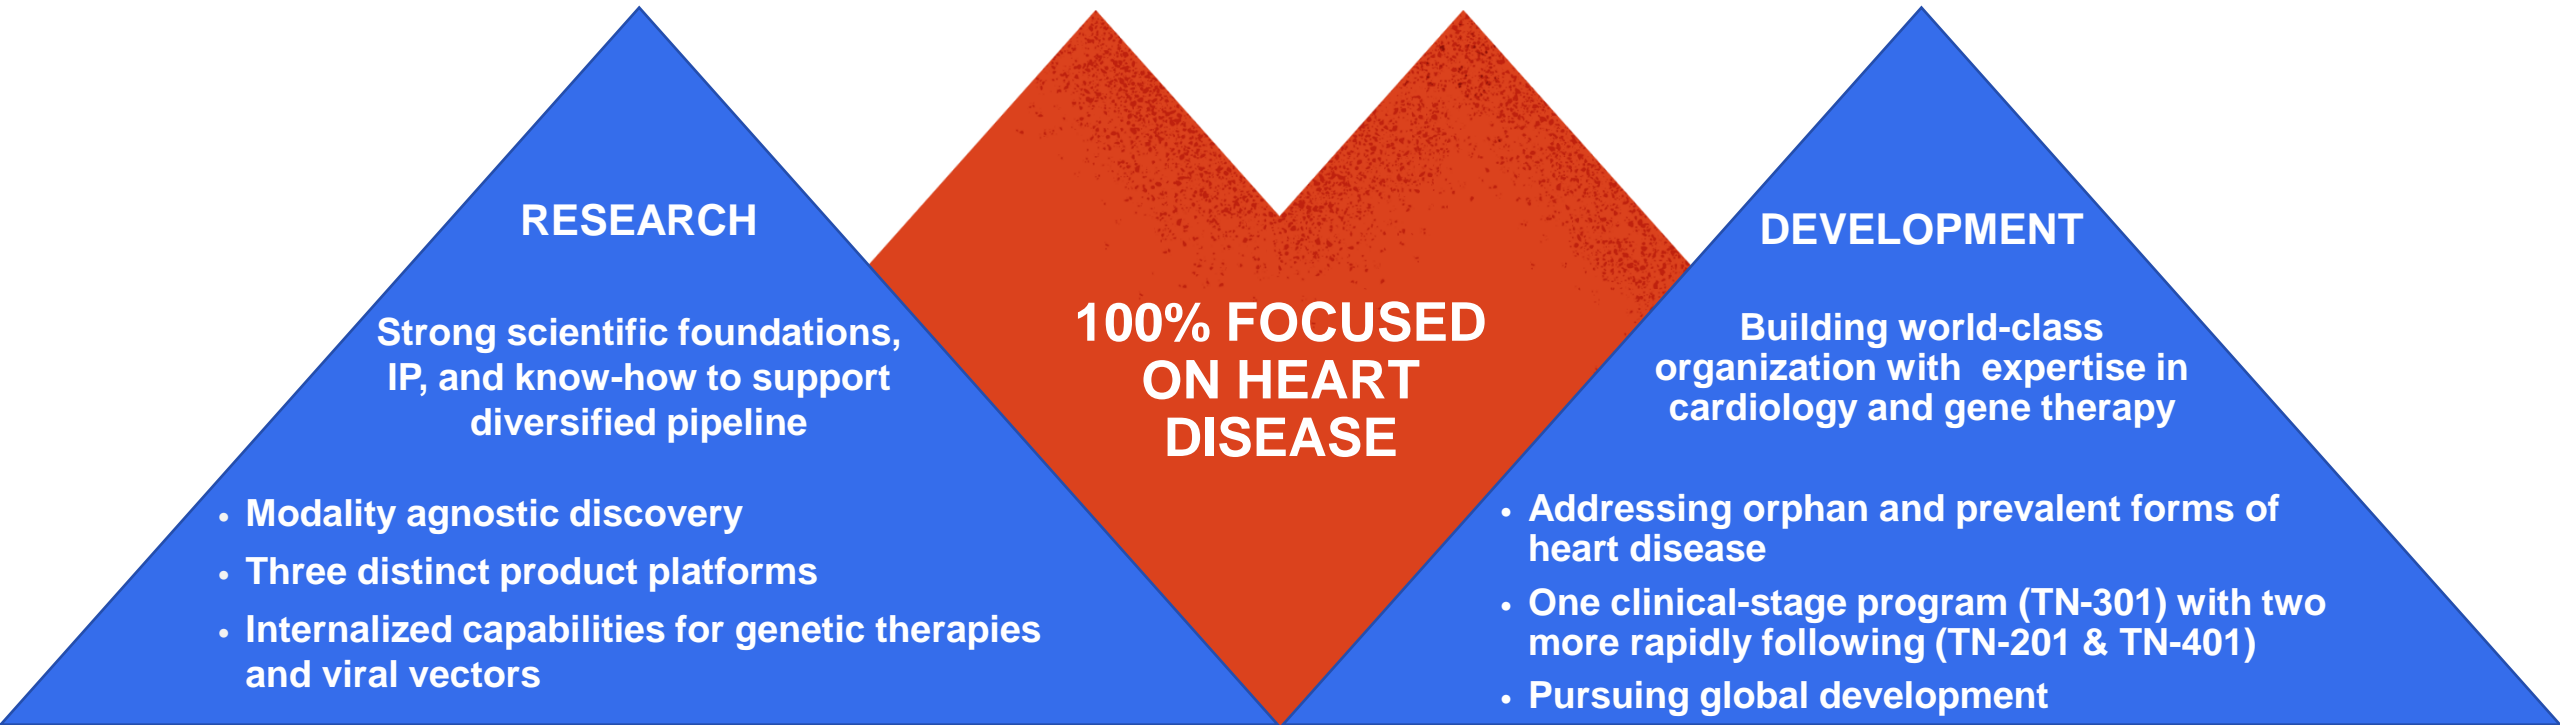 RESEARCH
Strong scientific foundations,
IP, and know-how to support
diversified pipeline
• Modality agnostic discovery
• Three distinct product platforms
• Internalized capabilities for genetic therapies
and viral vectors
100% FOCUSED
ON HEART
DISEASE
DEVELOPMENT
Building world-class
organization with  expertise in
cardiology and gene therapy
• Addressing orphan and prevalent forms of
heart disease
• One clinical-stage program (TN-301) with two
more rapidly following (TN-201 & TN-401)
• Pursuing global development